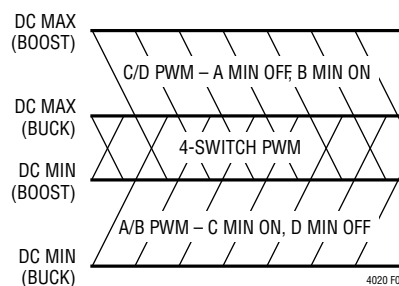 DC MAX
(BOOST)
C/D PWM – A MIN OFF, B MIN ON
DC MAX
(BUCK)
4-SWITCH PWM
DC MIN
(BOOST)
A/B PWM – C MIN ON, D MIN OFF
DC MIN
(BUCK)
4020 F0